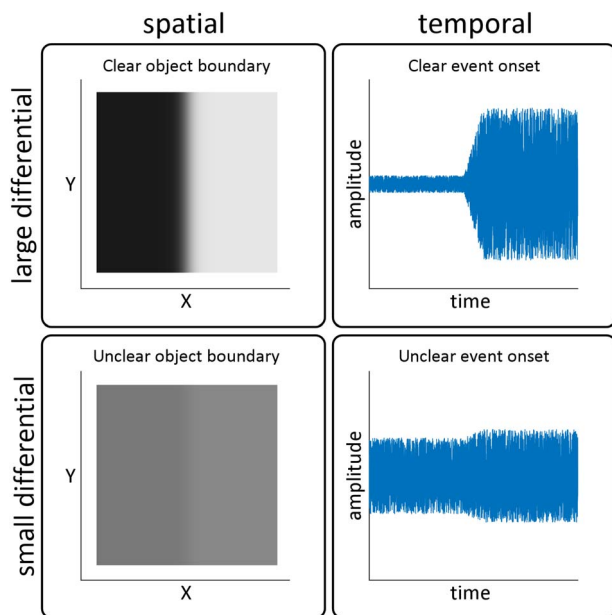 spatial
temporal
large differential
Clear object boundary
Y
X
Clear event onset
amplitude
time
small differential
Unclear object boundary
Y
X
Unclear event onset
amplitude
time